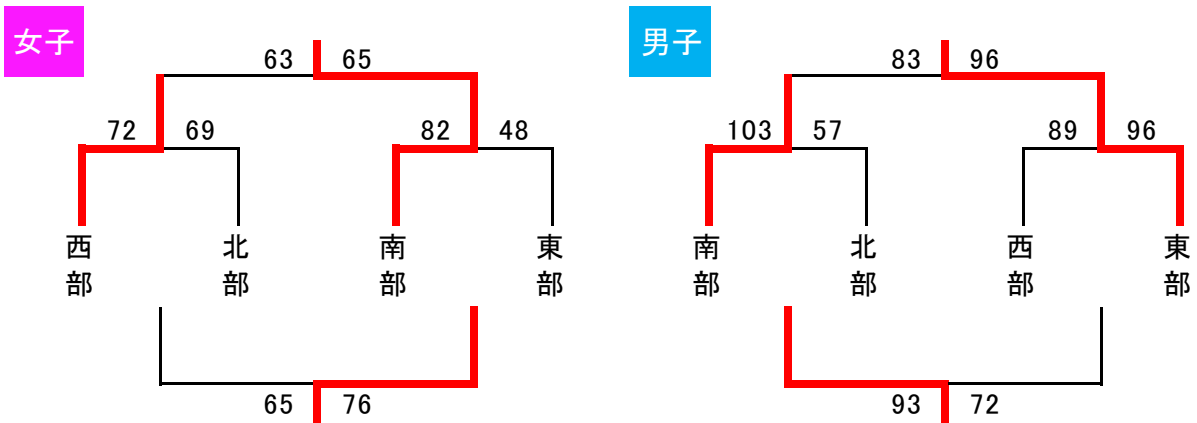 女子
63 65
72 69 82 48
西部 北部 南部 東部
65 76
男子
83 96
103 57 89 96
南部 北部 西部 東部
93 72